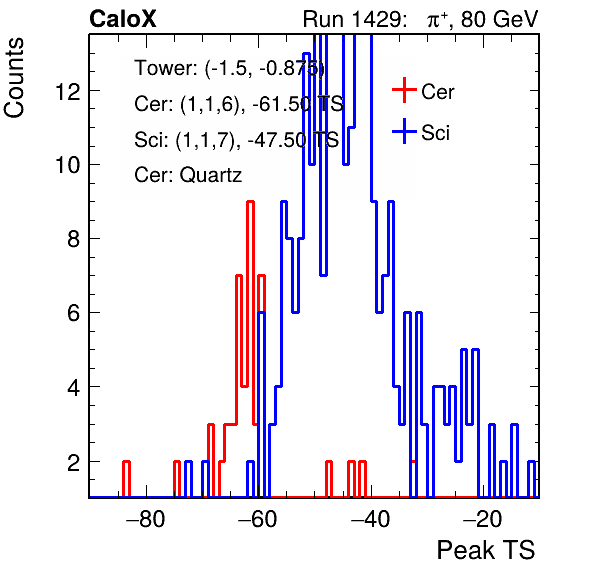 CaloX Run 1429: π⁺, 80 GeV
Counts
Tower: (-1.5, -0.875)
Cer: (1,1,6), -61.50 TS
Sci: (1,1,7), -47.50 TS
Cer: Quartz
Cer
Sci
12
10
8
6
4
2
−80 −60 −40 −20
Peak TS